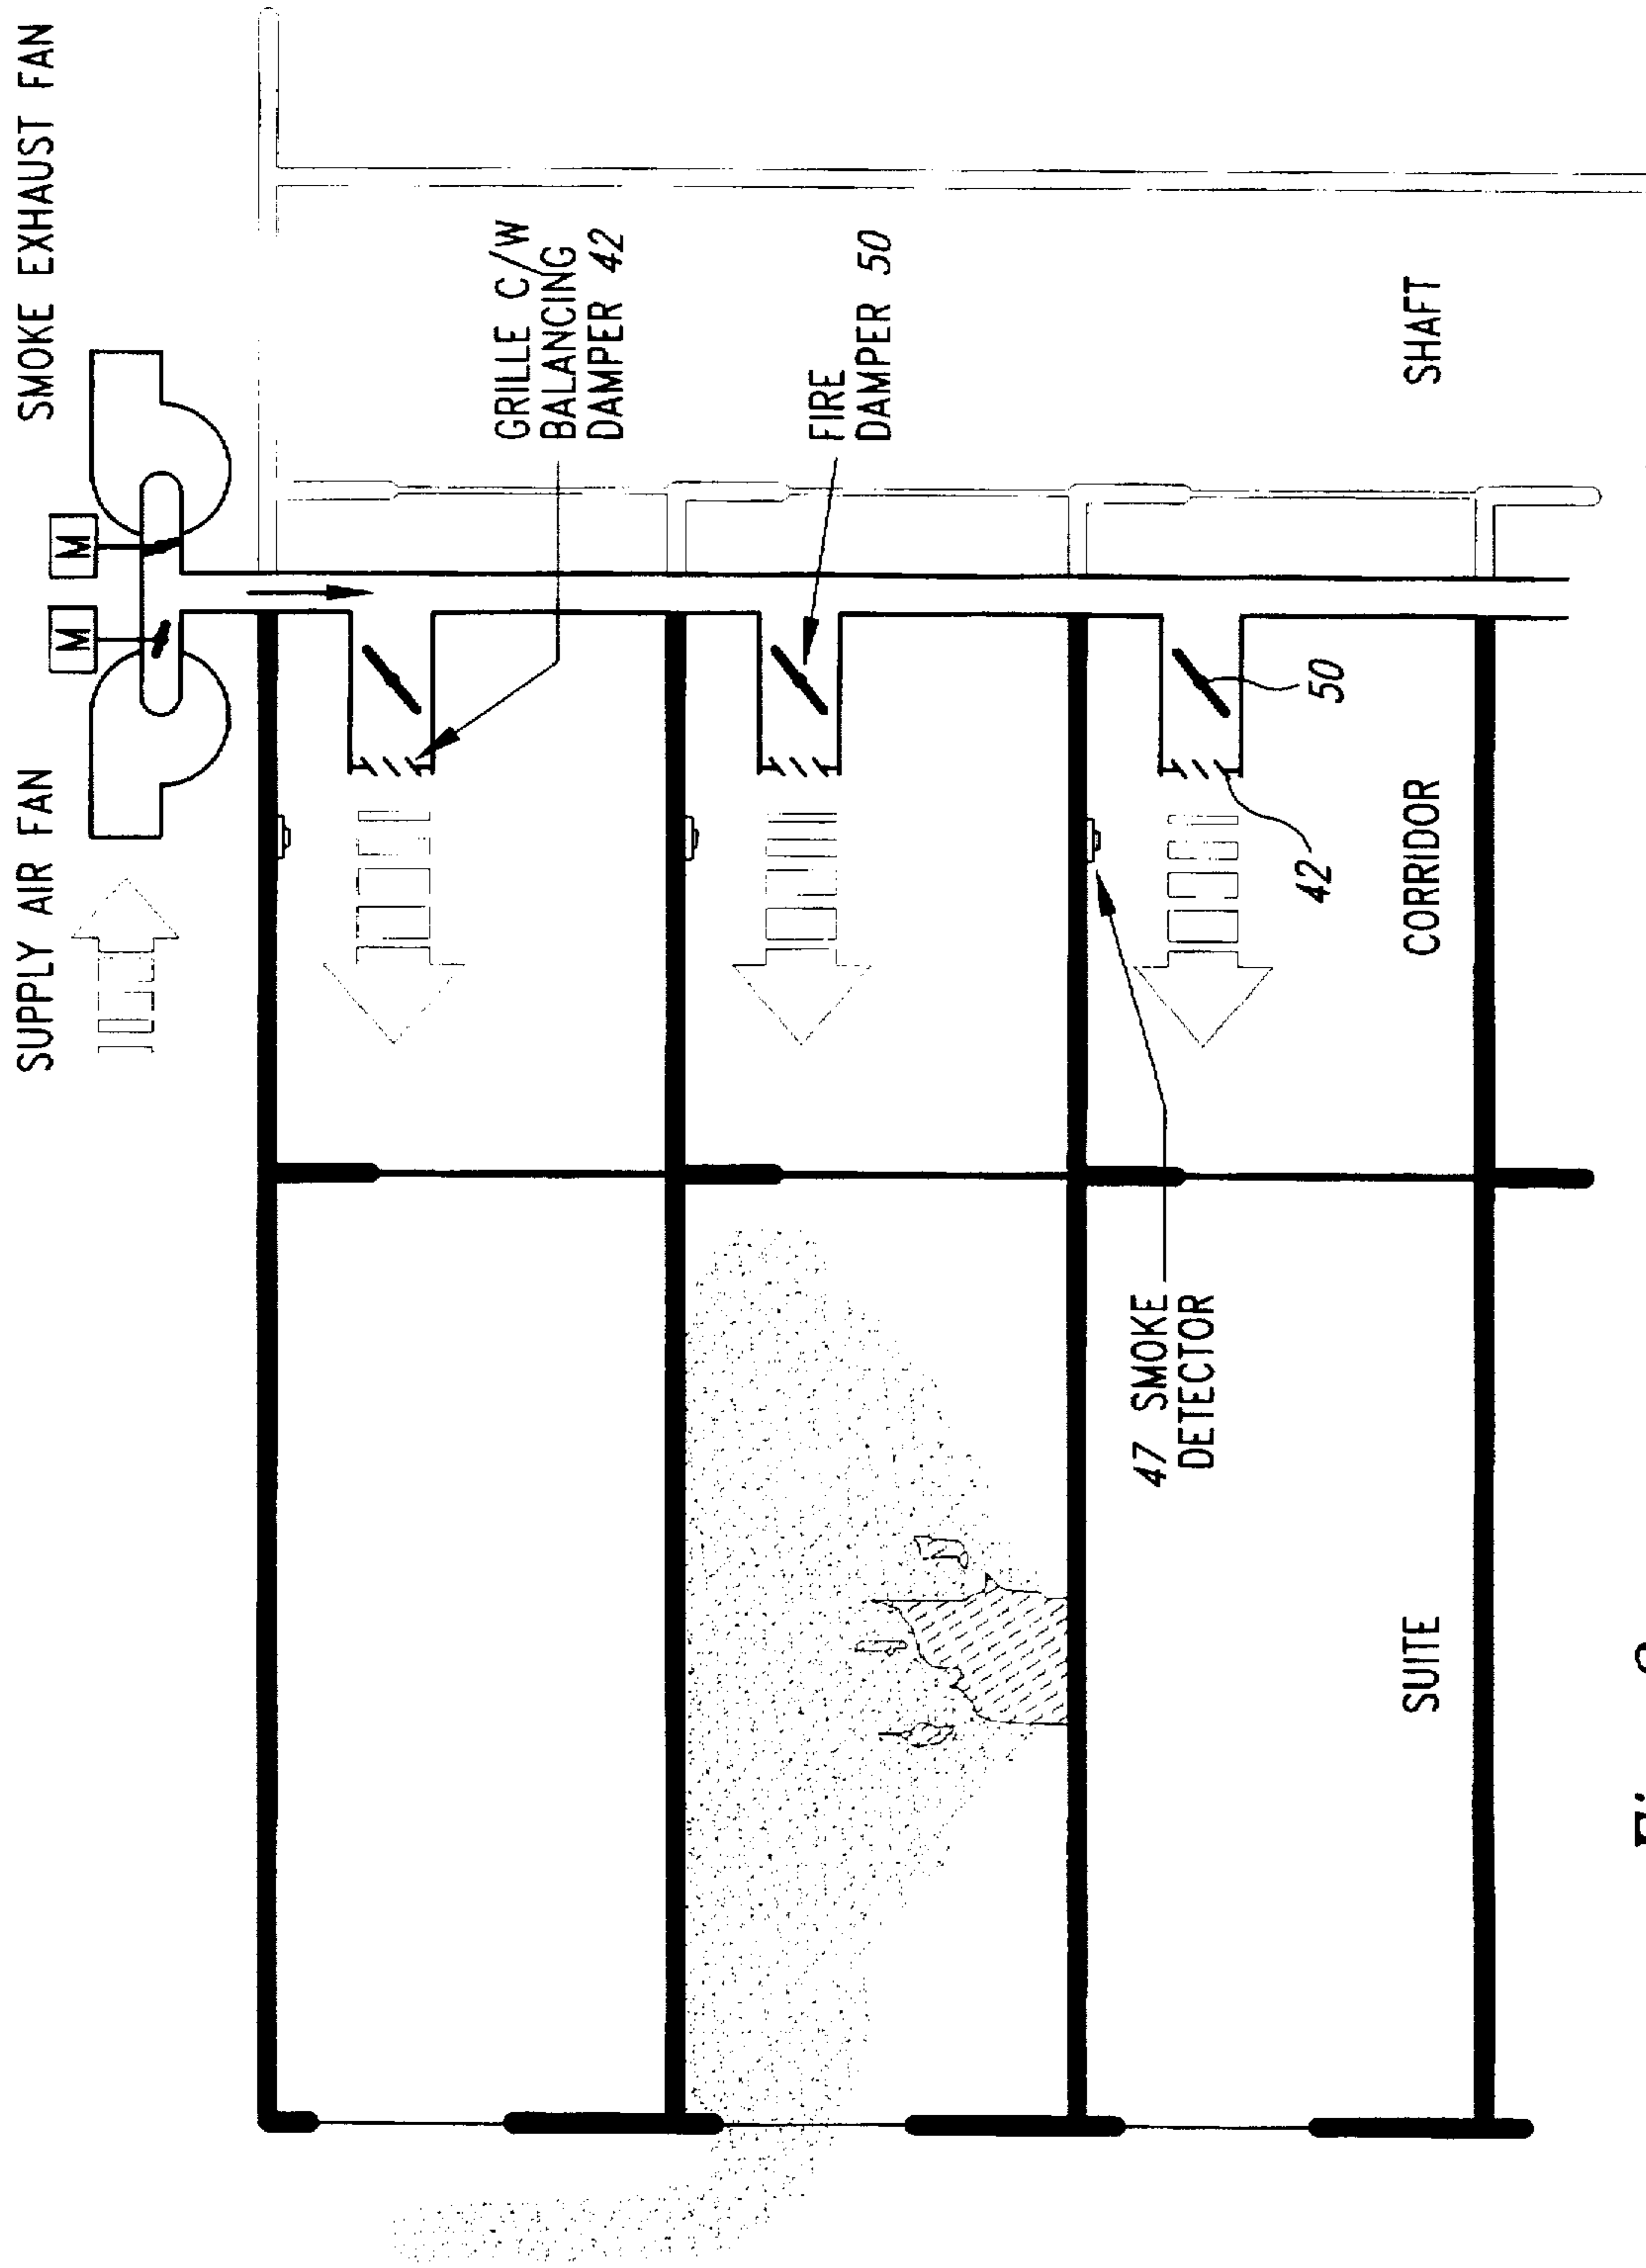 SUPPLY AIR FAN
SMOKE EXHAUST FAN
M
M
GRILLE C/W
BALANCING
DAMPER 42
FIRE
DAMPER 50
47 SMOKE
DETECTOR
42
50
SUITE
CORRIDOR
SHAFT